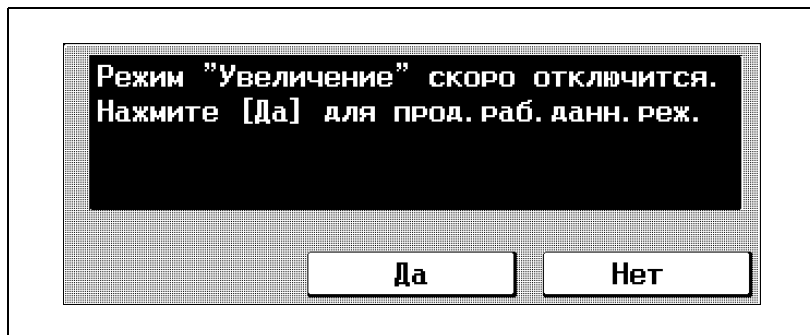 Режим ”Увеличение” скоро отключится.
Нажмите [Да] для прод. раб. данн. реж.
Да
Нет